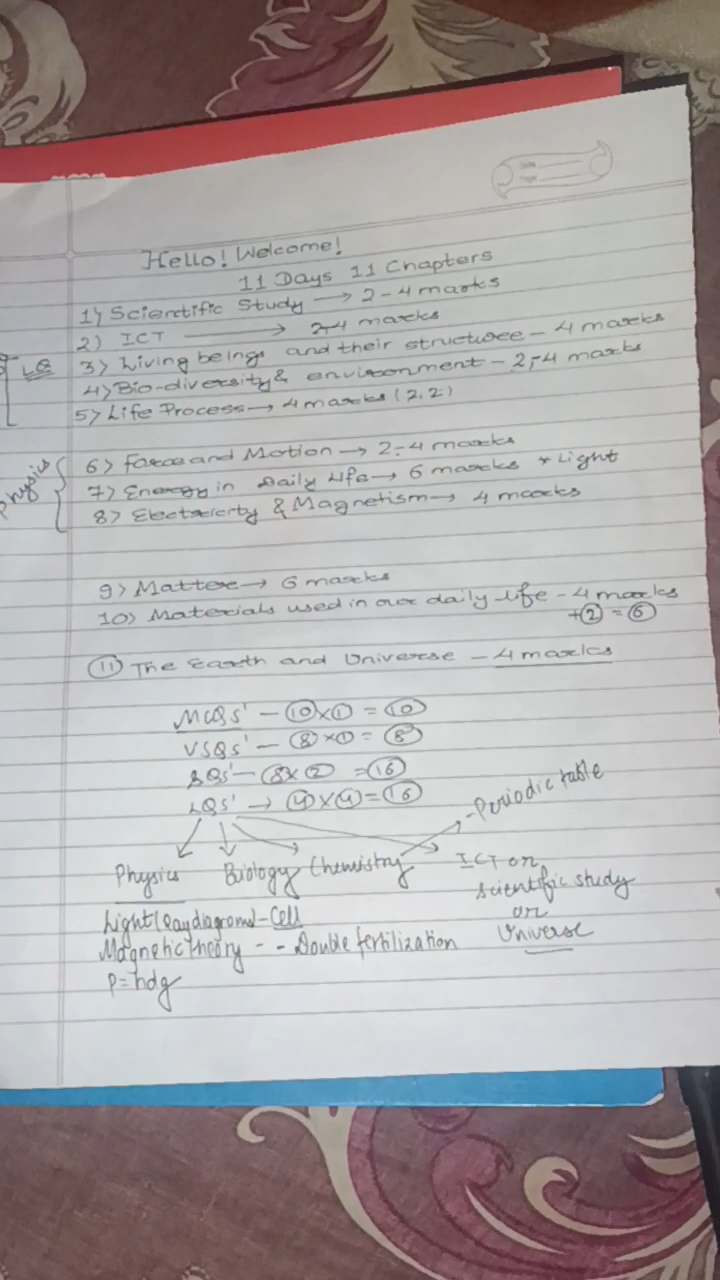 Hello! Welcome!
11 Days 11 Chapters
1) Scientific Study → 2-4 marks
2) ICT → 2-4 marks
3) Living beings and their structure - 4 marks
4) Bio-diversity & environment - 2-4 marks
5) Life Process → 4 marks (2,2)
Physics
6) Force and Motion → 2-4 marks
7) Energy in Daily Life → 6 marks * Light
8) Electricity & Magnetism → 4 marks
9) Matter → 6 marks
10) Materials used in our daily life - 4 marks
+2 = 6
11 The Earth and Universe - 4 marks
MCQS' - 10×1 = 10
VSQS' - 8×1 = 8
SQS' - 8×2 = 16
LQS' → 4×4 = 16
-Periodic table
Physics Biology Chemistry ICT or
scientific study
or
Universe
Light(Raydiagrams) - Cell
Magnetic Theory - - Double fertilization
P=hdg